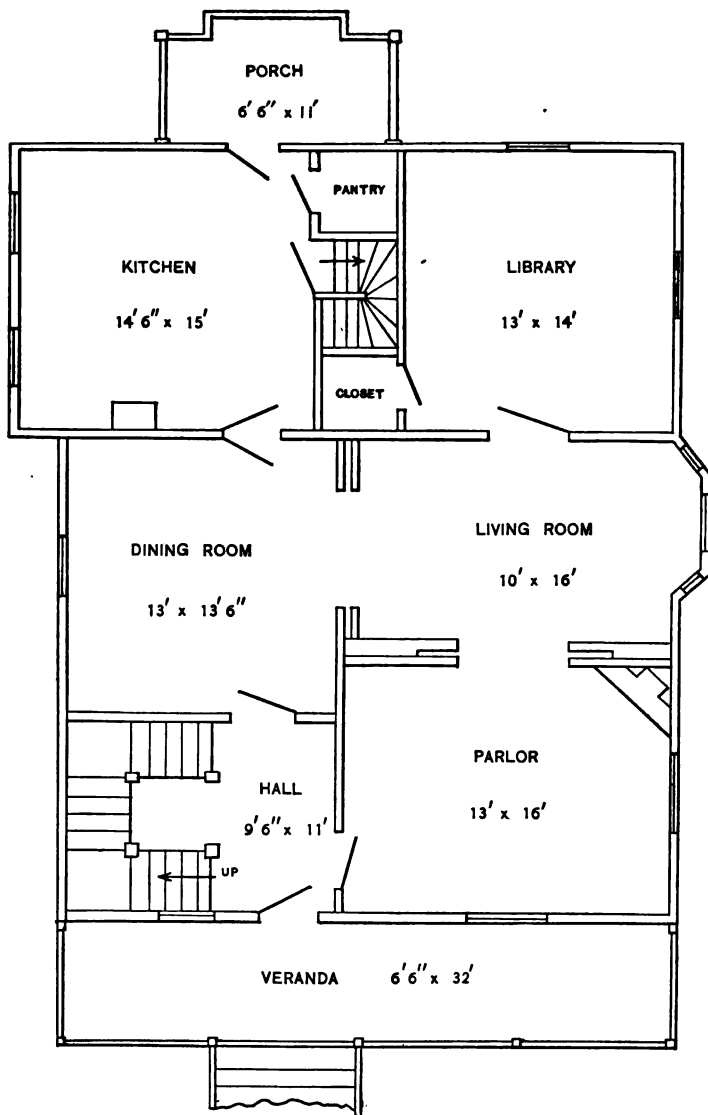 PORCH
6'6" x 11'
PANTRY
KITCHEN
14'6" x 15'
LIBRARY
13' x 14'
CLOSET
DINING ROOM
13' x 13'6"
LIVING ROOM
10' x 16'
HALL
9'6" x 11'
PARLOR
13' x 16'
UP
VERANDA 6'6" x 32'